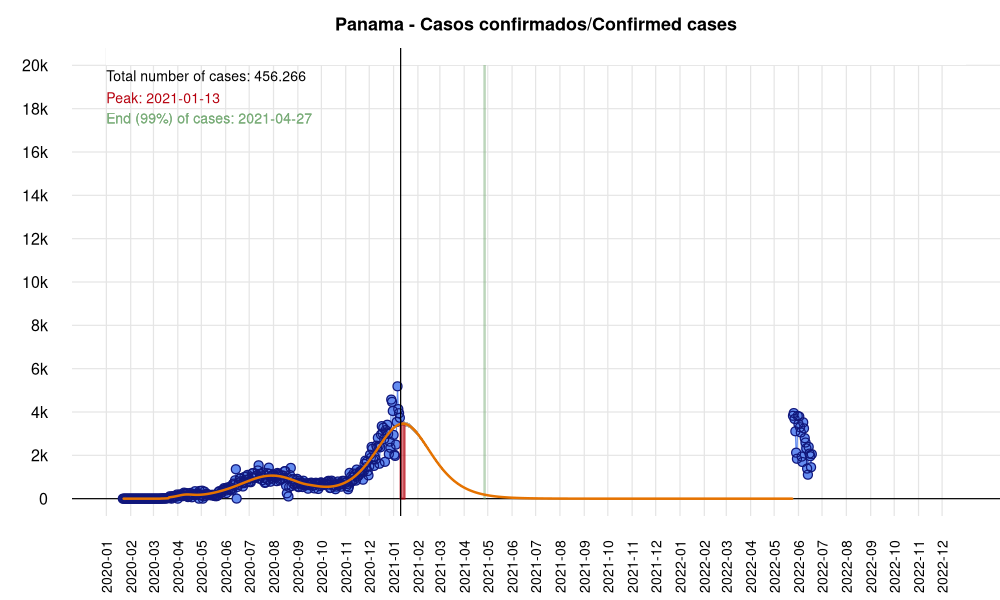 Panama - Casos confirmados/Confirmed cases
20k
Total number of cases: 456.266
Peak: 2021-01-13
End (99%) of cases: 2021-04-27
18k
16k
14k
12k
10k
8k
6k
4k
2k
0
2020-01
2020-02
2020-03
2020-04
2020-05
2020-06
2020-07
2020-08
2020-09
2020-10
2020-11
2020-12
2021-01
2021-02
2021-03
2021-04
2021-05
2021-06
2021-07
2021-08
2021-09
2021-10
2021-11
2021-12
2022-01
2022-02
2022-03
2022-04
2022-05
2022-06
2022-07
2022-08
2022-09
2022-10
2022-11
2022-12